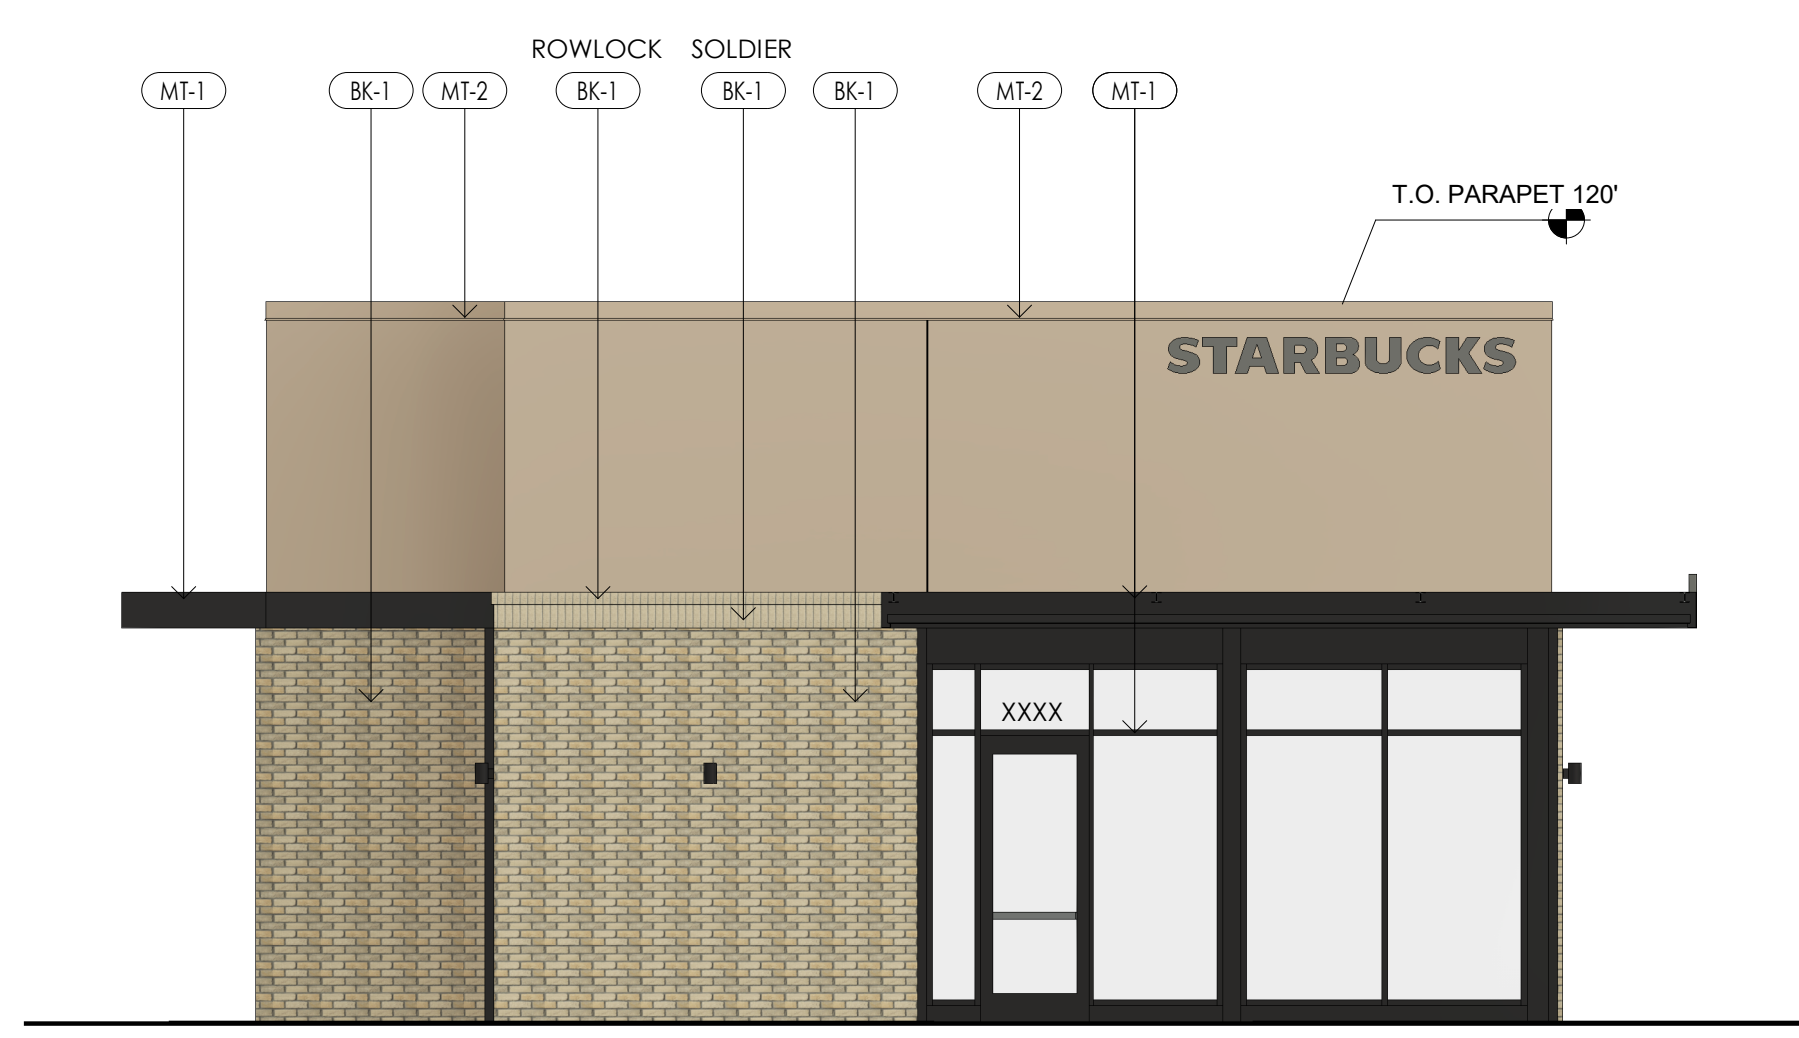 ROWLOCK SOLDIER
MT-1 BK-1 MT-2 BK-1 BK-1 BK-1 MT-2 MT-1
T.O. PARAPET 120'
STARBUCKS
XXXX